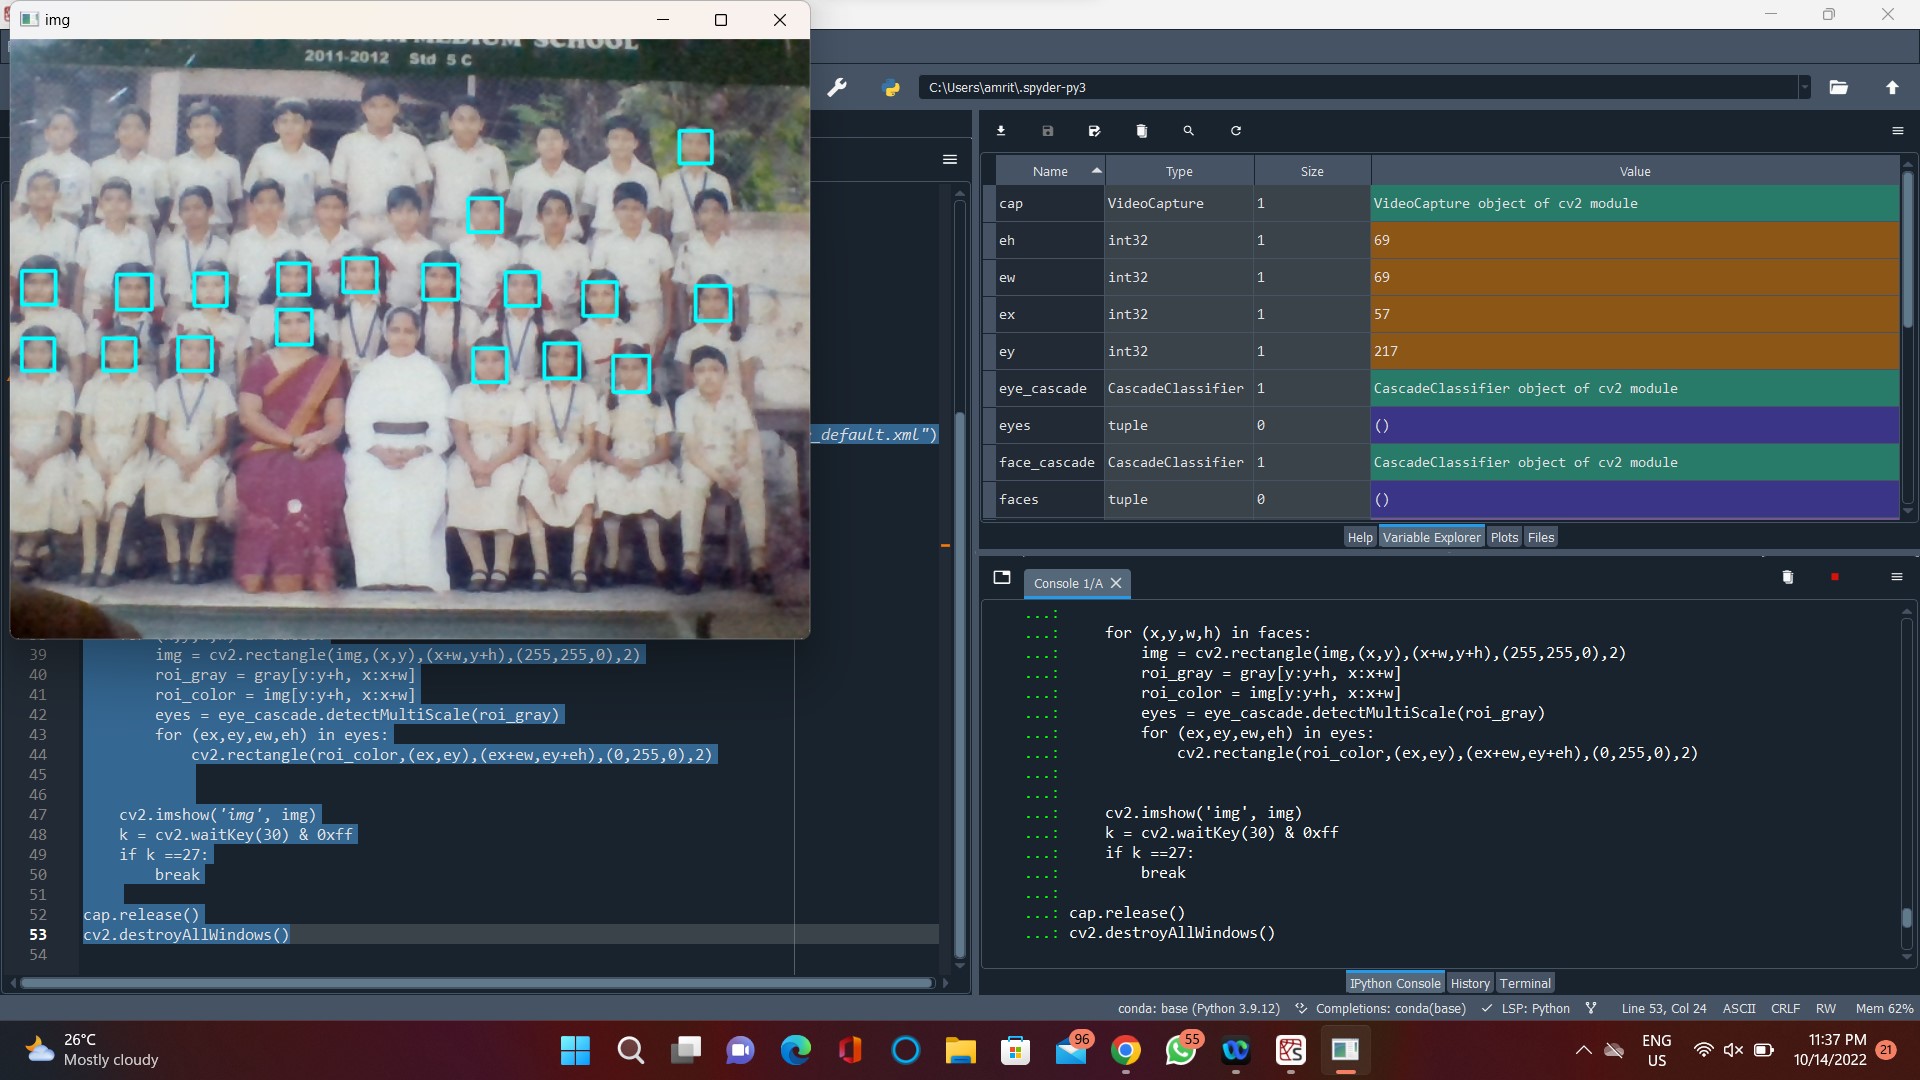 img
MEDIUM SCHOOL
2011-2012 Std 5 C
C:\Users\amrit\.spyder-py3
Name Type Size Value
cap VideoCapture 1 VideoCapture object of cv2 module
eh int32 1 69
ew int32 1 69
ex int32 1 57
ey int32 1 217
eye_cascade CascadeClassifier 1 CascadeClassifier object of cv2 module
eyes tuple 0 ()
face_cascade CascadeClassifier 1 CascadeClassifier object of cv2 module
faces tuple 0 ()
Help Variable Explorer Plots Files
_default.xml")
39 img = cv2.rectangle(img,(x,y),(x+w,y+h),(255,255,0),2)
40 roi_gray = gray[y:y+h, x:x+w]
41 roi_color = img[y:y+h, x:x+w]
42 eyes = eye_cascade.detectMultiScale(roi_gray)
43 for (ex,ey,ew,eh) in eyes:
44 cv2.rectangle(roi_color,(ex,ey),(ex+ew,ey+eh),(0,255,0),2)
45
46
47 cv2.imshow('img', img)
48 k = cv2.waitKey(30) & 0xff
49 if k ==27:
50 break
51
52 cap.release()
53 cv2.destroyAllWindows()
54
Console 1/A
...:
...: for (x,y,w,h) in faces:
...: img = cv2.rectangle(img,(x,y),(x+w,y+h),(255,255,0),2)
...: roi_gray = gray[y:y+h, x:x+w]
...: roi_color = img[y:y+h, x:x+w]
...: eyes = eye_cascade.detectMultiScale(roi_gray)
...: for (ex,ey,ew,eh) in eyes:
...: cv2.rectangle(roi_color,(ex,ey),(ex+ew,ey+eh),(0,255,0),2)
...:
...:
...: cv2.imshow('img', img)
...: k = cv2.waitKey(30) & 0xff
...: if k ==27:
...: break
...:
...: cap.release()
...: cv2.destroyAllWindows()
IPython Console History Terminal
conda: base (Python 3.9.12) Completions: conda(base) LSP: Python Line 53, Col 24 ASCII CRLF RW Mem 62%
26°C
Mostly cloudy
96
55
ENG
US
11:37 PM
10/14/2022
21